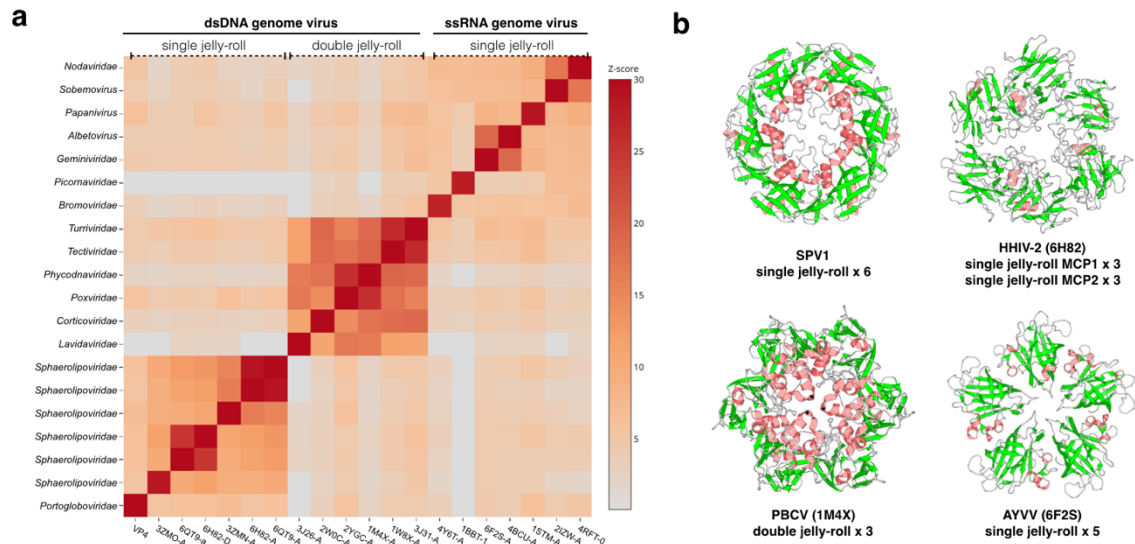 a
dsDNA genome virus
ssRNA genome virus
single jelly-roll
double jelly-roll
single jelly-roll
Nodaviridae
Sobemovirus
Papanivirus
Albetovirus
Geminiviridae
Picornaviridae
Bromoviridae
Turriviridae
Tectiviridae
Phycodnaviridae
Poxviridae
Corticoviridae
Lavidaviridae
Sphaerolipoviridae
Sphaerolipoviridae
Sphaerolipoviridae
Sphaerolipoviridae
Sphaerolipoviridae
Sphaerolipoviridae
Portogloboviridae
VP4
3ZMO-A
6QT9-a
6H82-D
3ZMN-A
6H82-A
6QT9-A
3J26-A
2W0C-A
2YGC-A
1M4X-A
1W8X-A
3J31-A
4Y6T-A
1BBT-1
6F2S-A
4BCU-A
1STM-A
2IZW-A
4RFT-0
Z-score
30
25
20
15
10
5
b
SPV1
single jelly-roll x 6
HHIV-2 (6H82)
single jelly-roll MCP1 x 3
single jelly-roll MCP2 x 3
PBCV (1M4X)
double jelly-roll x 3
AYVV (6F2S)
single jelly-roll x 5